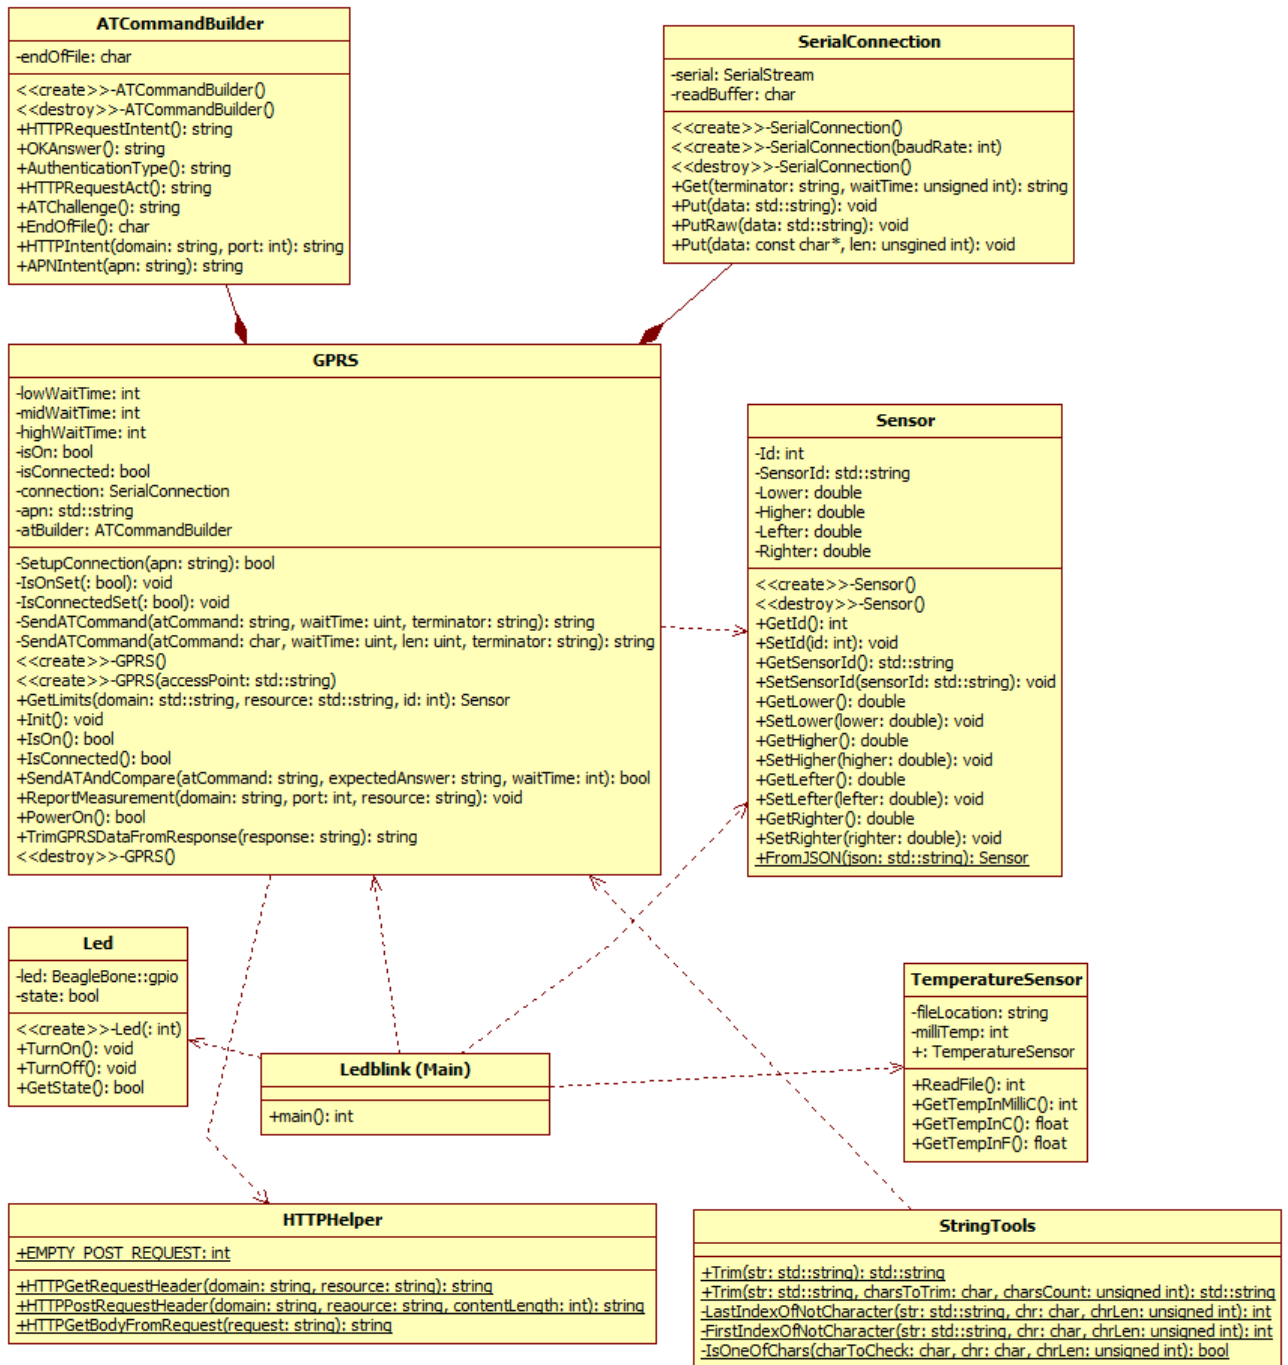 ATCommandBuilder
-endOfFile: char
<<create>>-ATCommandBuilder()
<<destroy>>-ATCommandBuilder()
+HTTPRequestIntent(): string
+OKAnswer(): string
+AuthenticationType(): string
+HTTPRequestAct(): string
+ATChallenge(): string
+EndOfFile(): char
+HTTPIntent(domain: string, port: int): string
+APNIntent(apn: string): string
SerialConnection
-serial: SerialStream
-readBuffer: char
<<create>>-SerialConnection()
<<create>>-SerialConnection(baudRate: int)
<<destroy>>-SerialConnection()
+Get(terminator: string, waitTime: unsigned int): string
+Put(data: std::string): void
+PutRaw(data: std::string): void
+Put(data: const char*, len: unsgined int): void
GPRS
-lowWaitTime: int
-midWaitTime: int
-highWaitTime: int
-isOn: bool
-isConnected: bool
-connection: SerialConnection
-apn: std::string
-atBuilder: ATCommandBuilder
-SetupConnection(apn: string): bool
-IsOnSet(: bool): void
-IsConnectedSet(: bool): void
-SendATCommand(atCommand: string, waitTime: uint, terminator: string): string
-SendATCommand(atCommand: char, waitTime: uint, len: uint, terminator: string): string
<<create>>-GPRS()
<<create>>-GPRS(accessPoint: std::string)
+GetLimits(domain: std::string, resource: std::string, id: int): Sensor
+Init(): void
+IsOn(): bool
+IsConnected(): bool
+SendATAndCompare(atCommand: string, expectedAnswer: string, waitTime: int): bool
+ReportMeasurement(domain: string, port: int, resource: string): void
+PowerOn(): bool
+TrimGPRSDataFromResponse(response: string): string
<<destroy>>-GPRS()
Sensor
-Id: int
-SensorId: std::string
-Lower: double
-Higher: double
-Lefter: double
-Righter: double
<<create>>-Sensor()
<<destroy>>-Sensor()
+GetId(): int
+SetId(id: int): void
+GetSensorId(): std::string
+SetSensorId(sensorId: std::string): void
+GetLower(): double
+SetLower(lower: double): void
+GetHigher(): double
+SetHigher(higher: double): void
+GetLefter(): double
+SetLefter(lefter: double): void
+GetRighter(): double
+SetRighter(righter: double): void
+FromJSON(json: std::string): Sensor
Led
-led: BeagleBone::gpio
-state: bool
<<create>>-Led(: int)
+TurnOn(): void
+TurnOff(): void
+GetState(): bool
Ledblink (Main)
+main(): int
TemperatureSensor
-fileLocation: string
-milliTemp: int
+: TemperatureSensor
+ReadFile(): int
+GetTempInMilliC(): int
+GetTempInC(): float
+GetTempInF(): float
HTTPHelper
+EMPTY_POST_REQUEST: int
+HTTPGetRequestHeader(domain: string, resource: string): string
+HTTPPostRequestHeader(domain: string, reaource: string, contentLength: int): string
+HTTPGetBodyFromRequest(request: string): string
StringTools
+Trim(str: std::string): std::string
+Trim(str: std::string, charsToTrim: char, charsCount: unsigned int): std::string
-LastIndexOfNotCharacter(str: std::string, chr: char, chrLen: unsigned int): int
-FirstIndexOfNotCharacter(str: std::string, chr: char, chrLen: unsigned int): int
-IsOneOfChars(charToCheck: char, chr: char, chrLen: unsigned int): bool